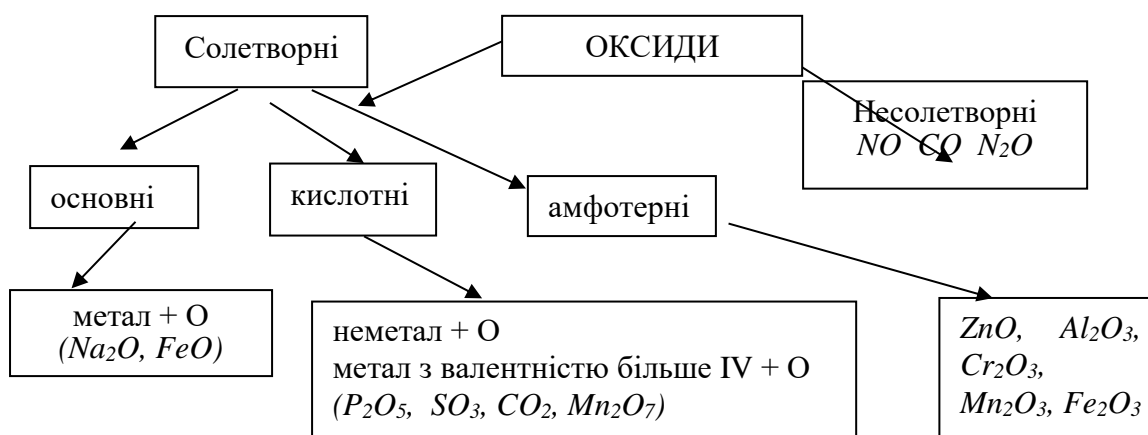 Солетворні
ОКСИДИ
Несолетворні
NO CO N₂O
основні
кислотні
амфотерні
метал + О
(Na₂O, FeO)
неметал + О
метал з валентністю більше IV + О
(P₂O₅, SO₃, CO₂, Mn₂O₇)
ZnO, Al₂O₃,
Cr₂O₃,
Mn₂O₃, Fe₂O₃